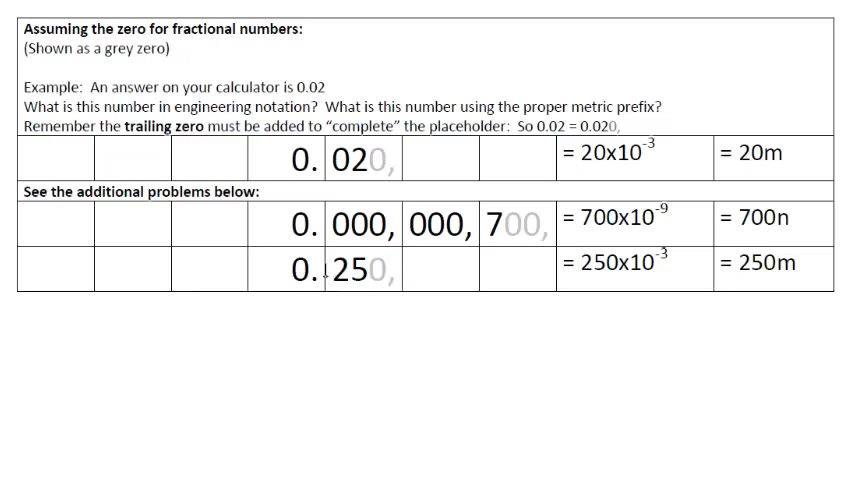 Assuming the zero for fractional numbers:
(Shown as a grey zero)
Example: An answer on your calculator is 0.02
What is this number in engineering notation? What is this number using the proper metric prefix?
Remember the trailing zero must be added to “complete” the placeholder: So 0.02 = 0.020,
0. 020, = 20x10-3 = 20m
See the additional problems below:
0. 000, 000, 700, = 700x10-9 = 700n
0. 250, = 250x10-3 = 250m